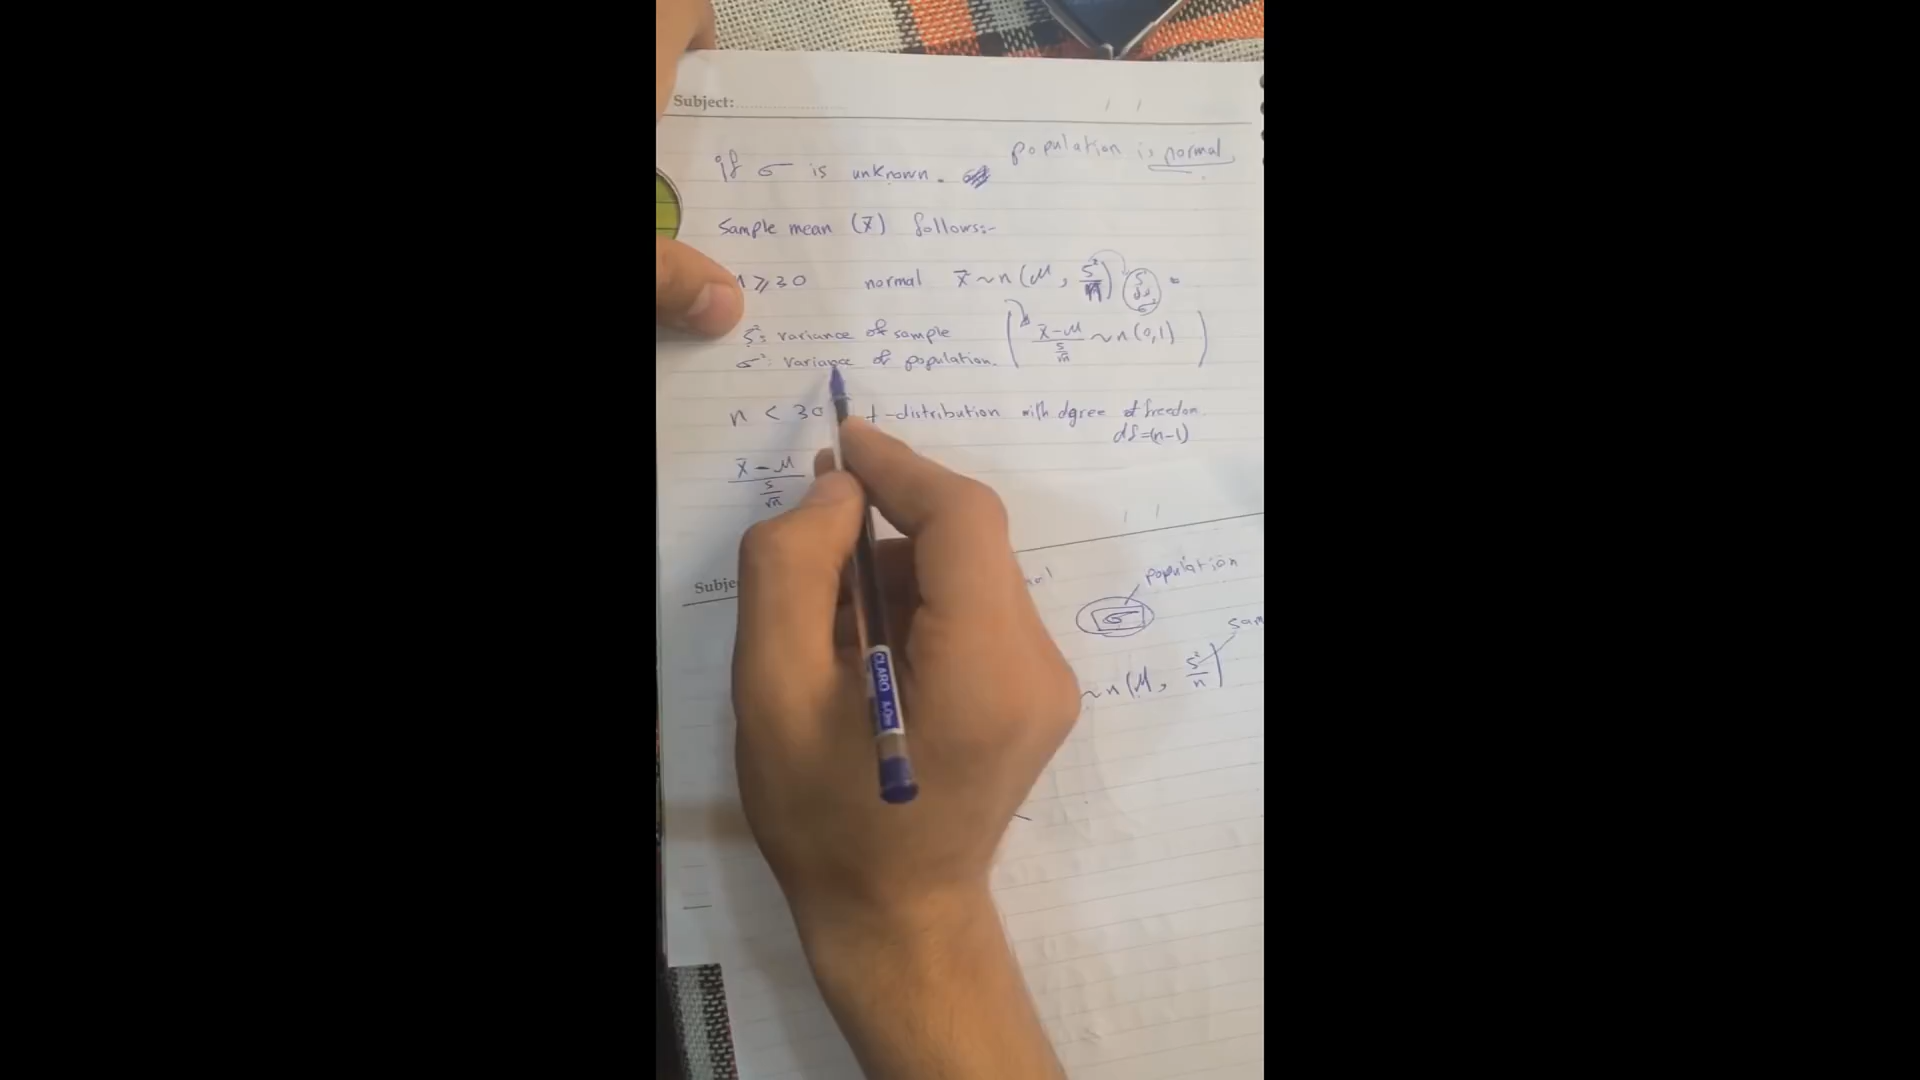 Subject:
population is normal
if σ is unknown.
Sample mean (x̄) follows:-
n ≥ 30 normal x̄ ~ n(μ, s²/n)
s²: variance of sample
(x̄-μ)/(s/√n) ~ n(0,1)
σ²: variance of population.
n < 30 t-distribution with dgree of freedom.
df=(n-1)
(x̄-μ)/(s/√n)
population
σ
~n(μ, s²/n)
CLARO